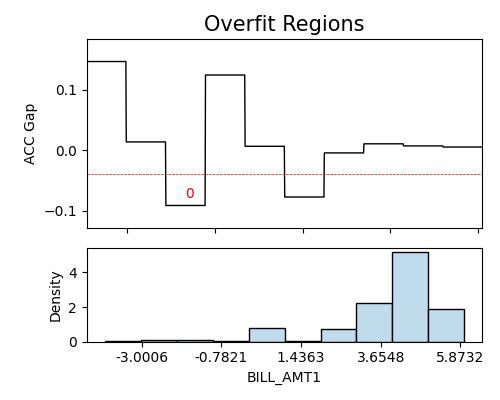 Overfit Regions
ACC Gap
0.1
0.0
−0.1
0
Density
4
2
0
-3.0006 -0.7821 1.4363 3.6548 5.8732
BILL_AMT1